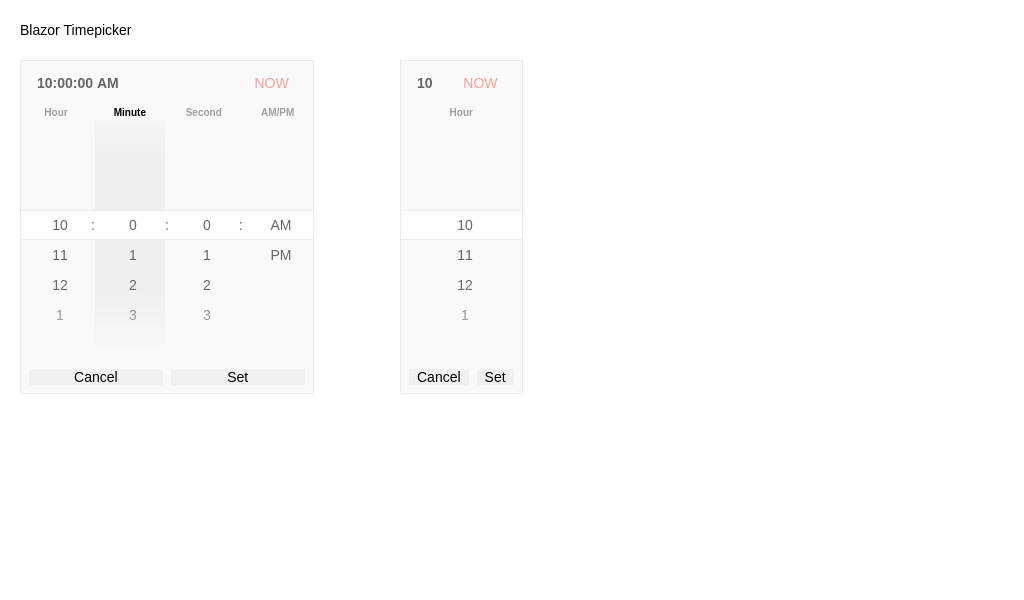 Blazor Timepicker
10:00:00 AM NOW
Hour Minute Second AM/PM
10 : 0 : 0 : AM
11 1 1 PM
12 2 2
1 3 3
Cancel Set
10 NOW
Hour
10
11
12
1
Cancel Set